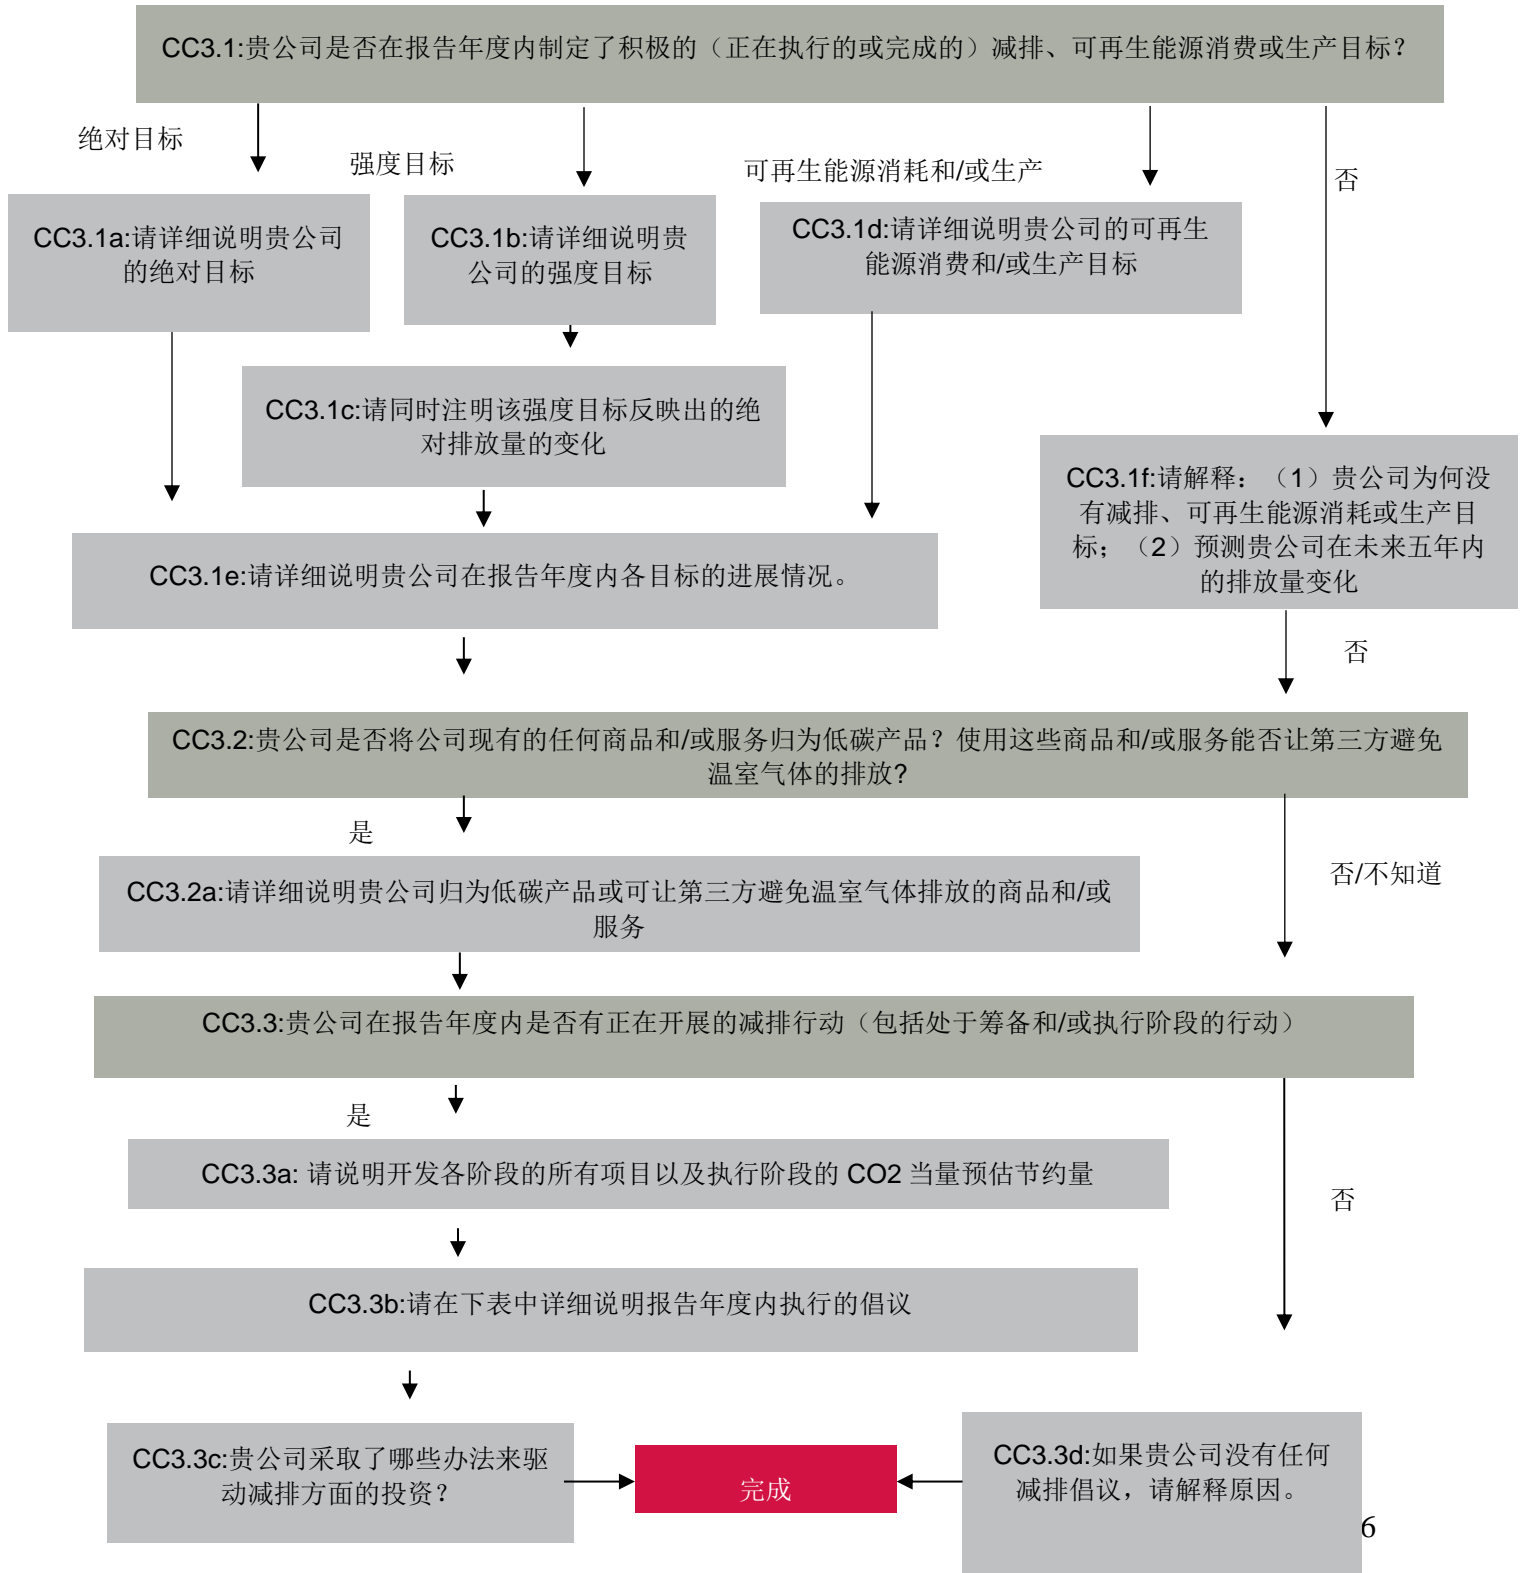 CC3.1:贵公司是否在报告年度内制定了积极的（正在执行的或完成的）减排、可再生能源消费或生产目标？
绝对目标
强度目标
可再生能源消耗和/或生产
否
CC3.1a:请详细说明贵公司
的绝对目标
CC3.1b:请详细说明贵
公司的强度目标
CC3.1d:请详细说明贵公司的可再生
能源消费和/或生产目标
CC3.1c:请同时注明该强度目标反映出的绝
对排放量的变化
CC3.1f:请解释：（1）贵公司为何没
有减排、可再生能源消耗或生产目
标；（2）预测贵公司在未来五年内
的排放量变化
CC3.1e:请详细说明贵公司在报告年度内各目标的进展情况。
否
CC3.2:贵公司是否将公司现有的任何商品和/或服务归为低碳产品？使用这些商品和/或服务能否让第三方避免
温室气体的排放?
是
否/不知道
CC3.2a:请详细说明贵公司归为低碳产品或可让第三方避免温室气体排放的商品和/或
服务
CC3.3:贵公司在报告年度内是否有正在开展的减排行动（包括处于筹备和/或执行阶段的行动）
是
CC3.3a: 请说明开发各阶段的所有项目以及执行阶段的 CO2 当量预估节约量
否
CC3.3b:请在下表中详细说明报告年度内执行的倡议
CC3.3c:贵公司采取了哪些办法来驱
动减排方面的投资？
完成
CC3.3d:如果贵公司没有任何
减排倡议，请解释原因。
6